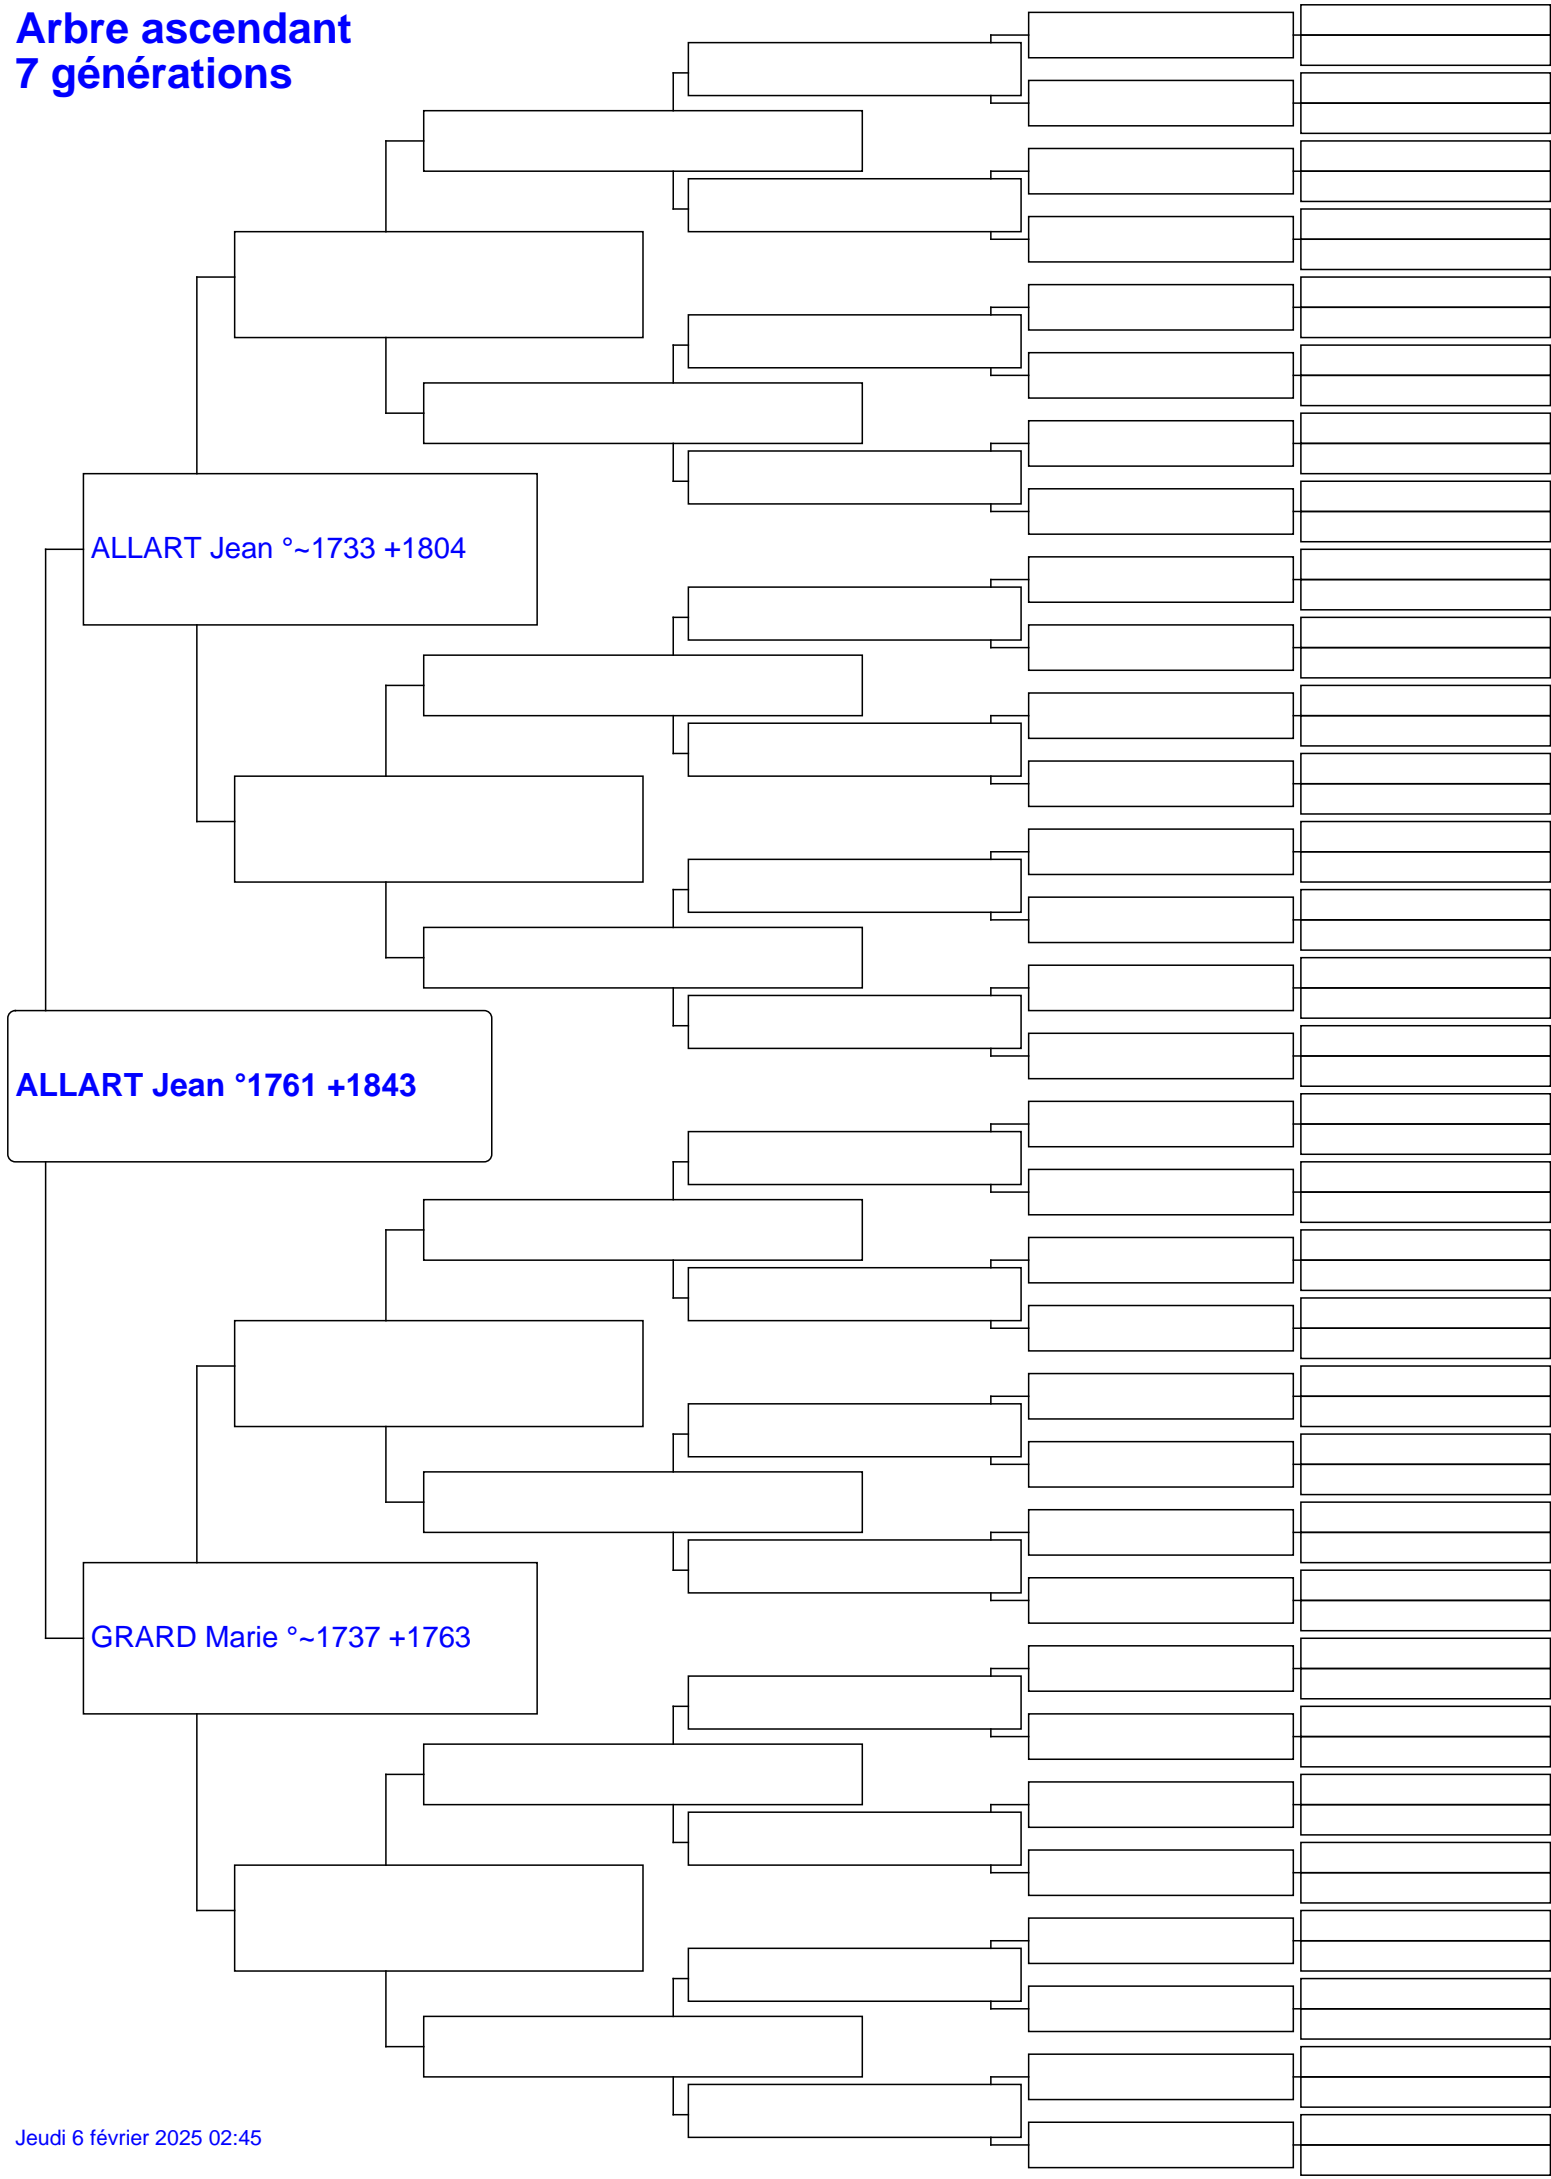 Arbre ascendant
7 générations
ALLART Jean °~1733 +1804
ALLART Jean °1761 +1843
GRARD Marie °~1737 +1763
Jeudi 6 février 2025 02:45